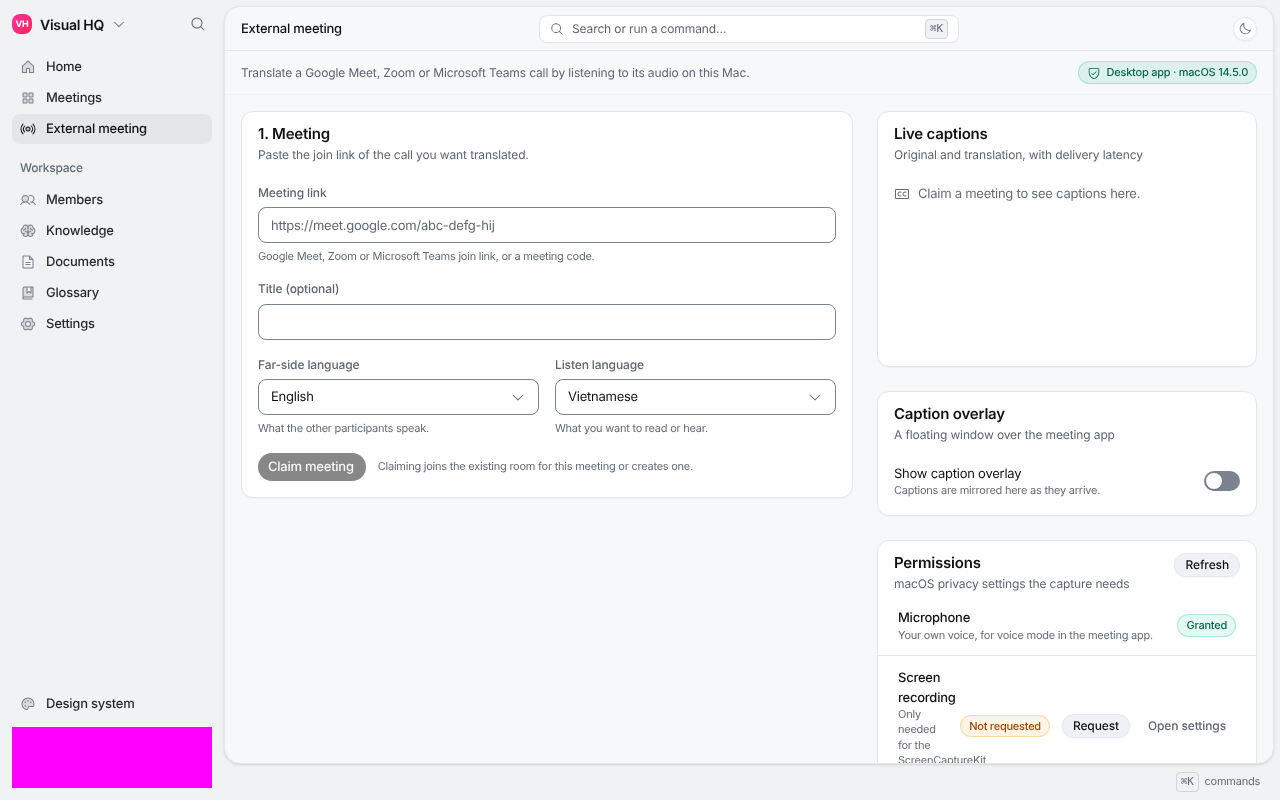 VH Visual HQ
Home
Meetings
External meeting
Workspace
Members
Knowledge
Documents
Glossary
Settings
Design system
External meeting
Search or run a command...
⌘K
Translate a Google Meet, Zoom or Microsoft Teams call by listening to its audio on this Mac.
Desktop app · macOS 14.5.0
1. Meeting
Paste the join link of the call you want translated.
Meeting link
https://meet.google.com/abc-defg-hij
Google Meet, Zoom or Microsoft Teams join link, or a meeting code.
Title (optional)
Far-side language
Listen language
English
Vietnamese
What the other participants speak.
What you want to read or hear.
Claim meeting
Claiming joins the existing room for this meeting or creates one.
Live captions
Original and translation, with delivery latency
CC Claim a meeting to see captions here.
Caption overlay
A floating window over the meeting app
Show caption overlay
Captions are mirrored here as they arrive.
Permissions
Refresh
macOS privacy settings the capture needs
Microphone
Your own voice, for voice mode in the meeting app.
Granted
Screen
recording
Only
needed
for the
ScreenCaptureKit
Not requested
Request
Open settings
⌘K commands